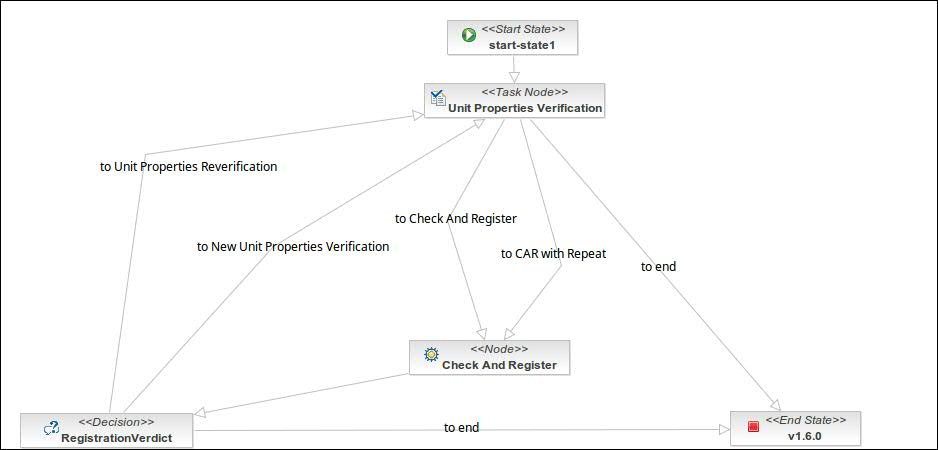 <<Start State>>
start-state1
<<Task Node>>
Unit Properties Verification
to Unit Properties Reverification
to Check And Register
to New Unit Properties Verification
to CAR with Repeat
to end
<<Node>>
Check And Register
<<Decision>>
RegistrationVerdict
to end
<<End State>>
v1.6.0